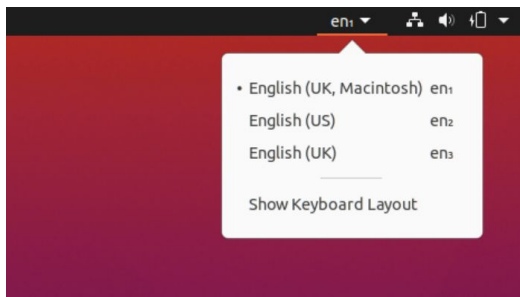 en₁
• English (UK, Macintosh) en₁
English (US) en₂
English (UK) en₃
Show Keyboard Layout